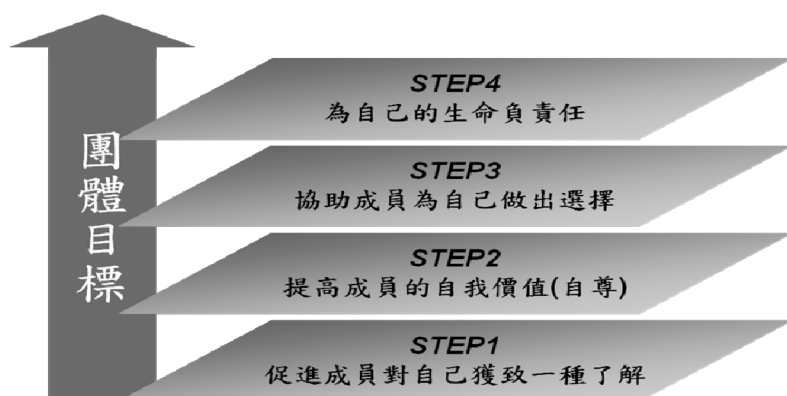 團體目標
STEP4
為自己的生命負責任
STEP3
協助成員為自己做出選擇
STEP2
提高成員的自我價值(自尊)
STEP1
促進成員對自己獲致一種了解